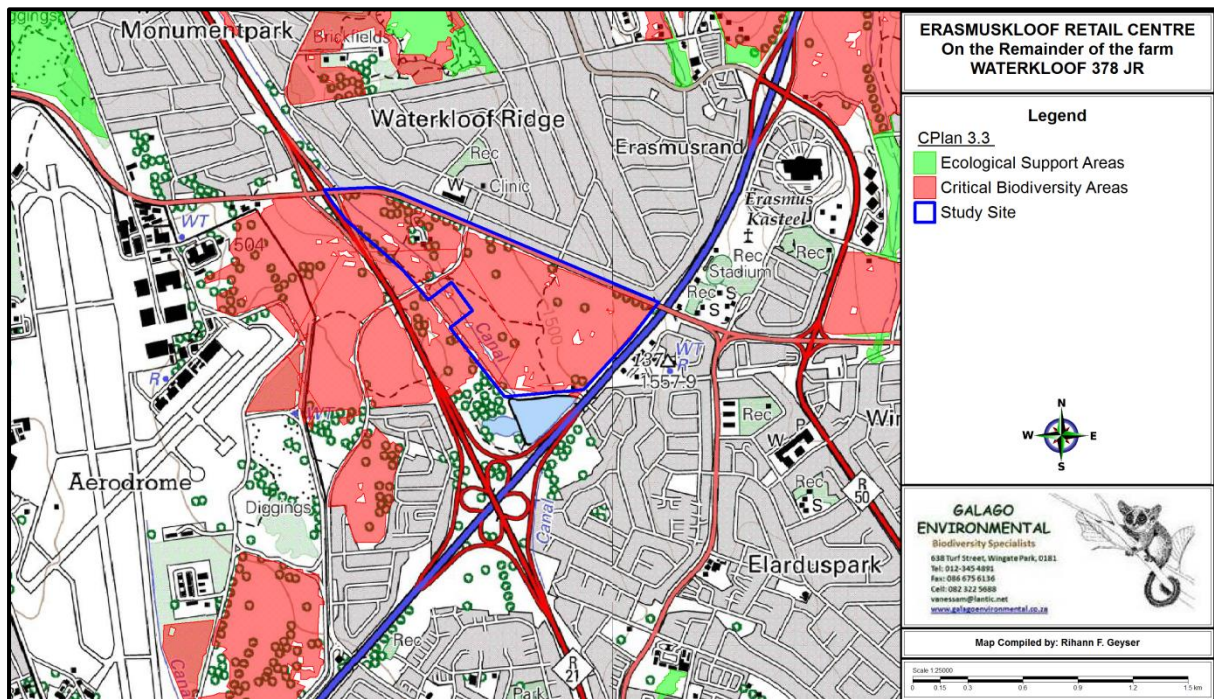 Diggings
Monumentpark
Brickfields
Waterkloof Ridge
Rec
W
Clinic
Erasmusrand
Erasmus
Kasteel
WT
1504
Rec
Stadium
Rec
Rec
S
S
S
Canal
1500
137
WT
R
1557.9
R
WT
Aerodrome
Diggings
Rec
W
P
Win
Rec
S
R
50
Canal
Elarduspark
Rec
R
21
Park
Canal
ERASMUSKLOOF RETAIL CENTRE
On the Remainder of the farm
WATERKLOOF 378 JR
Legend
CPlan 3.3
Ecological Support Areas
Critical Biodiversity Areas
Study Site
N
W E
S
GALAGO
ENVIRONMENTAL
Biodiversity Specialists
638 Turf Street, Wingate Park, 0181
Tel: 012-345 4891
Fax: 086 675 6136
Cell: 082 322 5688
vanessam@lantic.net
www.galagoenvironmental.co.za
Map Compiled by: Rihann F. Geyser
Scale 1:25000
0 0.15 0.3 0.6 0.9 1.2 1.5 km